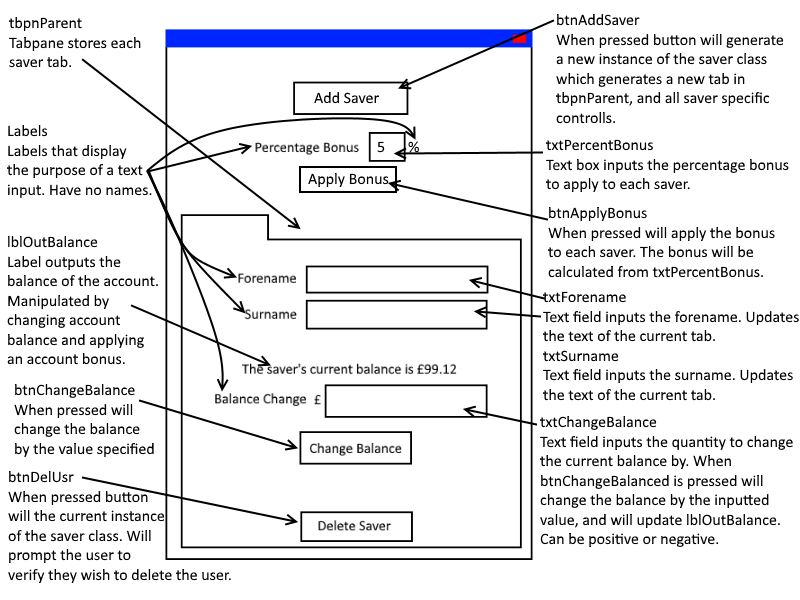 tbpnParent
Tabpane stores each
saver tab.
Labels
Labels that display
the purpose of a text
input. Have no names.
lblOutBalance
Label outputs the
balance of the account.
Manipulated by
changing account
balance and applying
an account bonus.
btnChangeBalance
When pressed will
change the balance
by the value specified
btnDelUsr
When pressed button
will the current instance
of the saver class. Will
prompt the user to
verify they wish to delete the user.
Add Saver
Percentage Bonus 5 %
Apply Bonus
Forename
Surname
The saver's current balance is £99.12
Balance Change £
Change Balance
Delete Saver
btnAddSaver
When pressed button will generate
a new instance of the saver class
which generates a new tab in
tbpnParent, and all saver specific
controlls.
txtPercentBonus
Text box inputs the percentage bonus
to apply to each saver.
btnApplyBonus
When pressed will apply the bonus
to each saver. The bonus will be
calculated from txtPercentBonus.
txtForename
Text field inputs the forename. Updates
the text of the current tab.
txtSurname
Text field inputs the surname. Updates
the text of the current tab.
txtChangeBalance
Text field inputs the quantity to change
the current balance by. When
btnChangeBalanced is pressed will
change the balance by the inputted
value, and will update lblOutBalance.
Can be positive or negative.